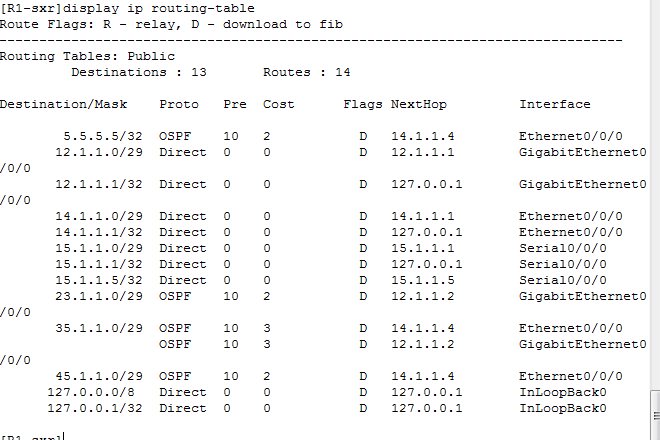 [R1-sxr]display ip routing-table
Route Flags: R - relay, D - download to fib
------------------------------------------------------------------------------
Routing Tables: Public
         Destinations : 13       Routes : 14

Destination/Mask    Proto   Pre  Cost      Flags NextHop         Interface

        5.5.5.5/32  OSPF    10   2           D   14.1.1.4        Ethernet0/0/0
       12.1.1.0/29  Direct  0    0           D   12.1.1.1        GigabitEthernet0
/0/0
       12.1.1.1/32  Direct  0    0           D   127.0.0.1       GigabitEthernet0
/0/0
       14.1.1.0/29  Direct  0    0           D   14.1.1.1        Ethernet0/0/0
       14.1.1.1/32  Direct  0    0           D   127.0.0.1       Ethernet0/0/0
       15.1.1.0/29  Direct  0    0           D   15.1.1.1        Serial0/0/0
       15.1.1.1/32  Direct  0    0           D   127.0.0.1       Serial0/0/0
       15.1.1.5/32  Direct  0    0           D   15.1.1.5        Serial0/0/0
       23.1.1.0/29  OSPF    10   2           D   12.1.1.2        GigabitEthernet0
/0/0
       35.1.1.0/29  OSPF    10   3           D   14.1.1.4        Ethernet0/0/0
                    OSPF    10   3           D   12.1.1.2        GigabitEthernet0
/0/0
       45.1.1.0/29  OSPF    10   2           D   14.1.1.4        Ethernet0/0/0
      127.0.0.0/8   Direct  0    0           D   127.0.0.1       InLoopBack0
      127.0.0.1/32  Direct  0    0           D   127.0.0.1       InLoopBack0

[R1-sxr]